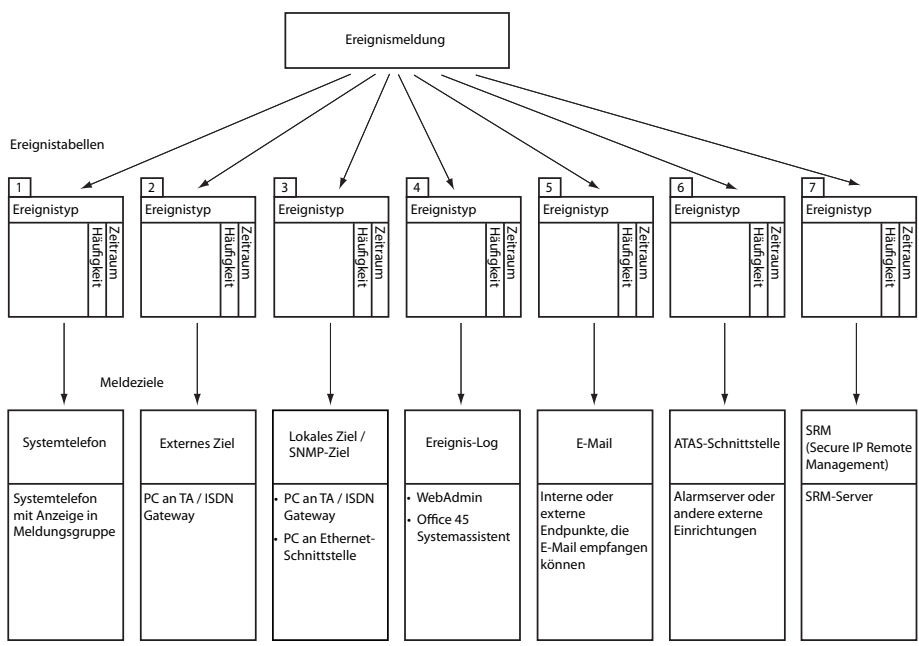 Ereignismeldung
Ereignistabellen
1
Ereignistyp
Häufigkeit
Zeitraum
2
Ereignistyp
Häufigkeit
Zeitraum
3
Ereignistyp
Häufigkeit
Zeitraum
4
Ereignistyp
Häufigkeit
Zeitraum
5
Ereignistyp
Häufigkeit
Zeitraum
6
Ereignistyp
Häufigkeit
Zeitraum
7
Ereignistyp
Häufigkeit
Zeitraum
Meldeziele
Systemtelefon
Systemtelefon
mit Anzeige in
Meldungsgruppe
Externes Ziel
PC an TA / ISDN
Gateway
Lokales Ziel /
SNMP-Ziel
• PC an TA / ISDN
Gateway
• PC an Ethernet-
Schnittstelle
Ereignis-Log
• WebAdmin
• Office 45
Systemassistent
E-Mail
Interne oder
externe
Endpunkte, die
E-Mail empfangen
können
ATAS-Schnittstelle
Alarmserver oder
andere externe
Einrichtungen
SRM
(Secure IP Remote
Management)
SRM-Server